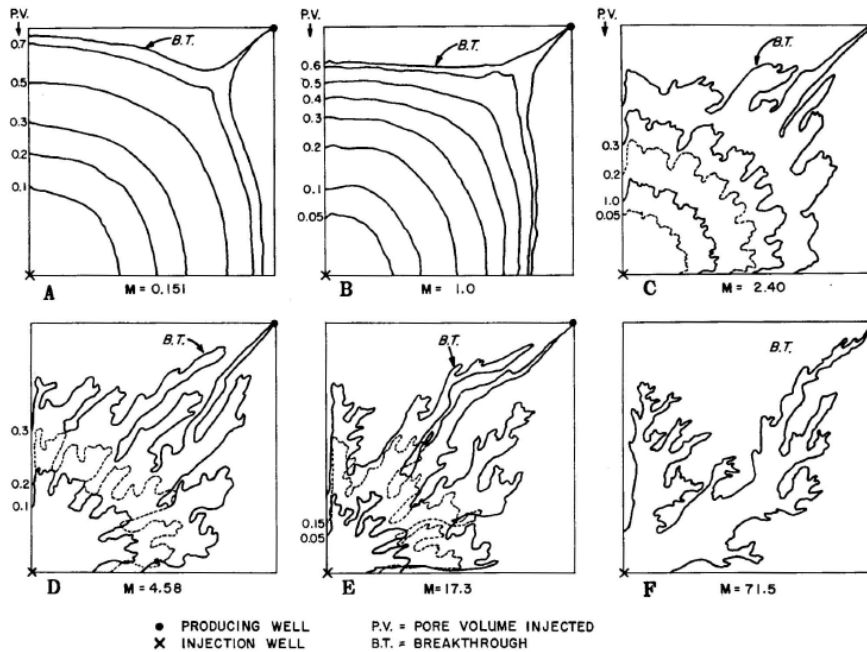 P.V. P.V. P.V.
0.7 B.T.
0.5
0.3
0.2
0.1
A M = 0.151
B.T.
0.6
0.5
0.4
0.3
0.2
0.1
0.05
B M = 1.0
B.T.
0.3
0.2
1.0
0.05
C M = 2.40
B.T.
0.3
0.2
0.1
D M = 4.58
B.T.
0.15
0.05
E M = 17.3
B.T.
F M = 71.5
● PRODUCING WELL P.V. = PORE VOLUME INJECTED
× INJECTION WELL B.T. = BREAKTHROUGH